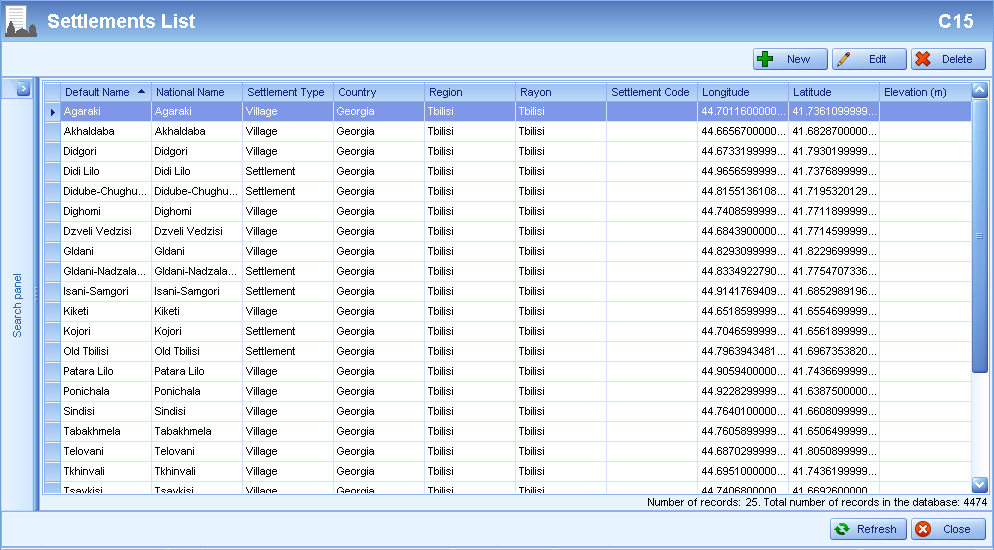 Settlements List C15
New Edit Delete
Default Name National Name Settlement Type Country Region Rayon Settlement Code Longitude Latitude Elevation (m)
Agaraki Agaraki Village Georgia Tbilisi Tbilisi 44.7011600000... 41.7361099999...
Akhaldaba Akhaldaba Village Georgia Tbilisi Tbilisi 44.6656700000... 41.6828700000...
Didgori Didgori Village Georgia Tbilisi Tbilisi 44.6733199999... 41.7930199999...
Didi Lilo Didi Lilo Settlement Georgia Tbilisi Tbilisi 44.9656599999... 41.7376899999...
Didube-Chughu... Didube-Chughu... Settlement Georgia Tbilisi Tbilisi 44.8155136108... 41.7195320129...
Dighomi Dighomi Village Georgia Tbilisi Tbilisi 44.7408599999... 41.7711899999...
Dzveli Vedzisi Dzveli Vedzisi Village Georgia Tbilisi Tbilisi 44.6843900000... 41.7714599999...
Gldani Gldani Village Georgia Tbilisi Tbilisi 44.8293099999... 41.8229699999...
Gldani-Nadzala... Gldani-Nadzala... Settlement Georgia Tbilisi Tbilisi 44.8334922790... 41.7754707336...
Isani-Samgori Isani-Samgori Settlement Georgia Tbilisi Tbilisi 44.9141769409... 41.6852989196...
Kiketi Kiketi Village Georgia Tbilisi Tbilisi 44.6518599999... 41.6554699999...
Kojori Kojori Settlement Georgia Tbilisi Tbilisi 44.7046599999... 41.6561899999...
Old Tbilisi Old Tbilisi Settlement Georgia Tbilisi Tbilisi 44.7963943481... 41.6967353820...
Patara Lilo Patara Lilo Village Georgia Tbilisi Tbilisi 44.9059400000... 41.7436699999...
Ponichala Ponichala Village Georgia Tbilisi Tbilisi 44.9228299999... 41.6387500000...
Sindisi Sindisi Village Georgia Tbilisi Tbilisi 44.7640100000... 41.6608099999...
Tabakhmela Tabakhmela Village Georgia Tbilisi Tbilisi 44.7605899999... 41.6506499999...
Telovani Telovani Village Georgia Tbilisi Tbilisi 44.6870299999... 41.8050899999...
Tkhinvali Tkhinvali Village Georgia Tbilisi Tbilisi 44.6951000000... 41.7436199999...
Tsavkisi Tsavkisi Village Georgia Tbilisi Tbilisi 44.7406800000... 41.6692600000...
Search panel
Number of records: 25. Total number of records in the database: 4474
Refresh Close